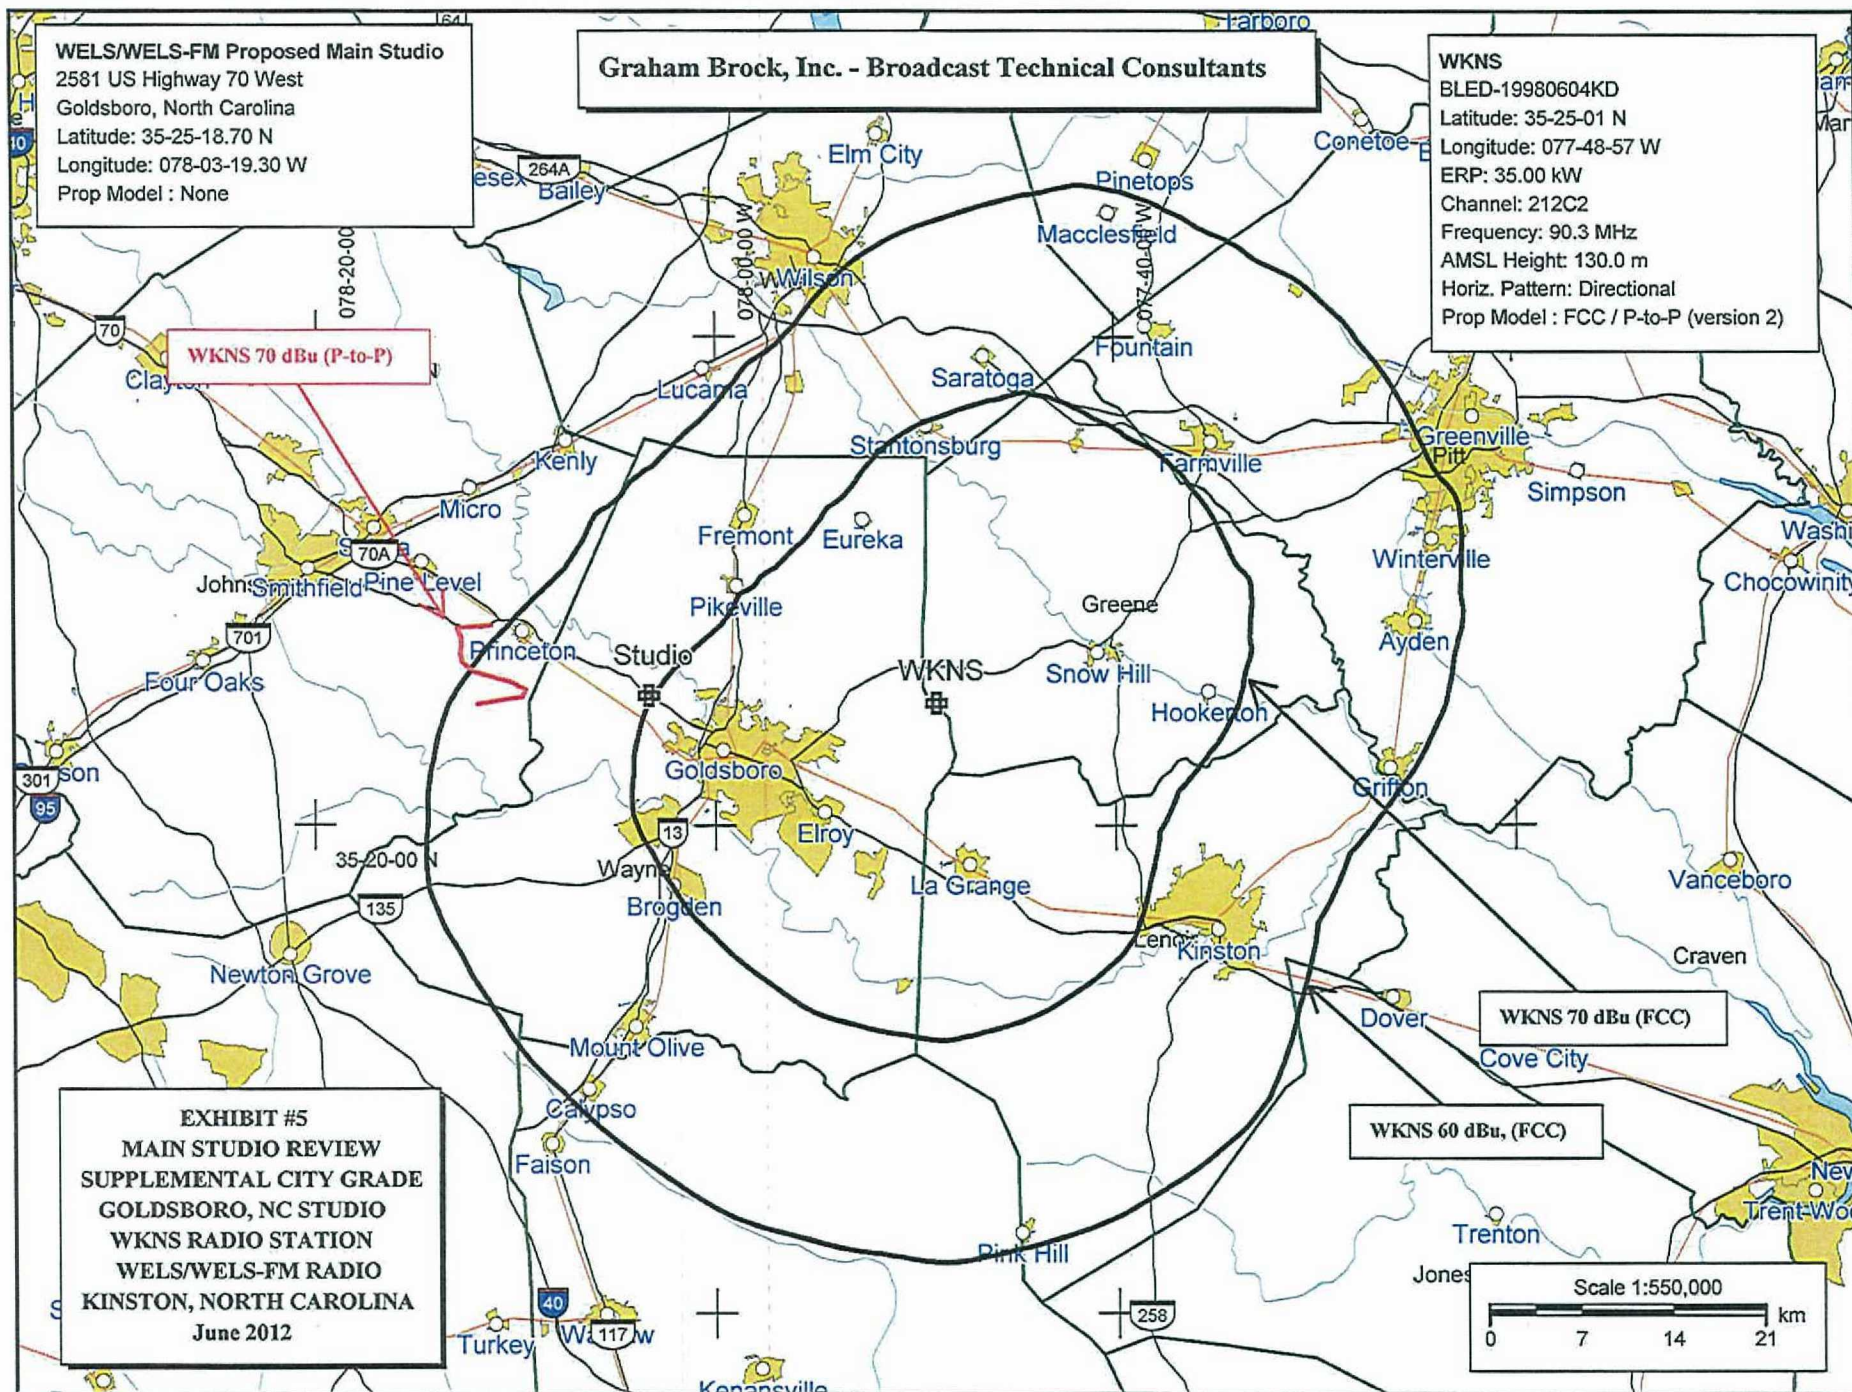 WELS/WELS-FM Proposed Main Studio
2581 US Highway 70 West
Goldsboro, North Carolina
Latitude: 35-25-18.70 N
Longitude: 078-03-19.30 W
Prop Model : None
Graham Brock, Inc. - Broadcast Technical Consultants
WKNS
BLED-19980604KD
Latitude: 35-25-01 N
Longitude: 077-48-57 W
ERP: 35.00 kW
Channel: 212C2
Frequency: 90.3 MHz
AMSL Height: 130.0 m
Horiz. Pattern: Directional
Prop Model : FCC / P-to-P (version 2)
64
Tarboro
40
264A
Bailey
Elm City
Pinetops
Conetoe
Macclesfield
Wilson
078-20-00
078-00-00 W
077-40-00 W
70
WKNS 70 dBu (P-to-P)
Clayton
Lucama
Saratoga
Fountain
Kenly
Stantonsburg
Farmville
Greenville
Pitt
Simpson
Micro
Fremont
Eureka
Winterville
Washi
70A
Smithfield
Pine Level
Pikeville
Greene
Chocowinity
701
Princeton
Studio
WKNS
Snow Hill
Ayden
Four Oaks
Hookerton
301
95
Goldsboro
Grifton
Elroy
13
35-20-00 N
Wayne
La Grange
Vanceboro
135
Brogden
Kinston
Newton Grove
Craven
Mount Olive
Dover
WKNS 70 dBu (FCC)
Cove City
Calypso
WKNS 60 dBu, (FCC)
Faison
New
Trent Woo
EXHIBIT #5
MAIN STUDIO REVIEW
SUPPLEMENTAL CITY GRADE
GOLDSBORO, NC STUDIO
WKNS RADIO STATION
WELS/WELS-FM RADIO
KINSTON, NORTH CAROLINA
June 2012
Pink Hill
Trenton
Jones
40
Turkey
117
258
Kenansville
Scale 1:550,000
km
0 7 14 21